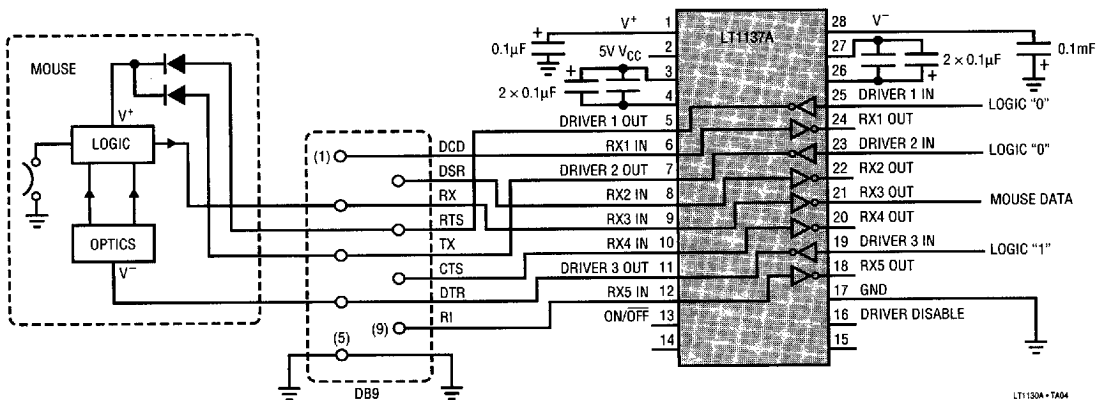 MOUSE
V+
LOGIC
OPTICS
V−
(1)
(5)
(9)
DB9
DCD
DSR
RX
RTS
TX
CTS
DTR
RI
0.1µF
+
V+
1
5V VCC
2
+
2 × 0.1µF
3
4
DRIVER 1 OUT 5
RX1 IN 6
DRIVER 2 OUT 7
RX2 IN 8
RX3 IN 9
RX4 IN 10
DRIVER 3 OUT 11
RX5 IN 12
ON/OFF 13
14
LT1137A
28 V−
0.1mF
+
27
2 × 0.1µF
+
26
25 DRIVER 1 IN LOGIC "0"
24 RX1 OUT
23 DRIVER 2 IN LOGIC "0"
22 RX2 OUT
21 RX3 OUT MOUSE DATA
20 RX4 OUT
19 DRIVER 3 IN LOGIC "1"
18 RX5 OUT
17 GND
16 DRIVER DISABLE
15
LT1130A • TA04